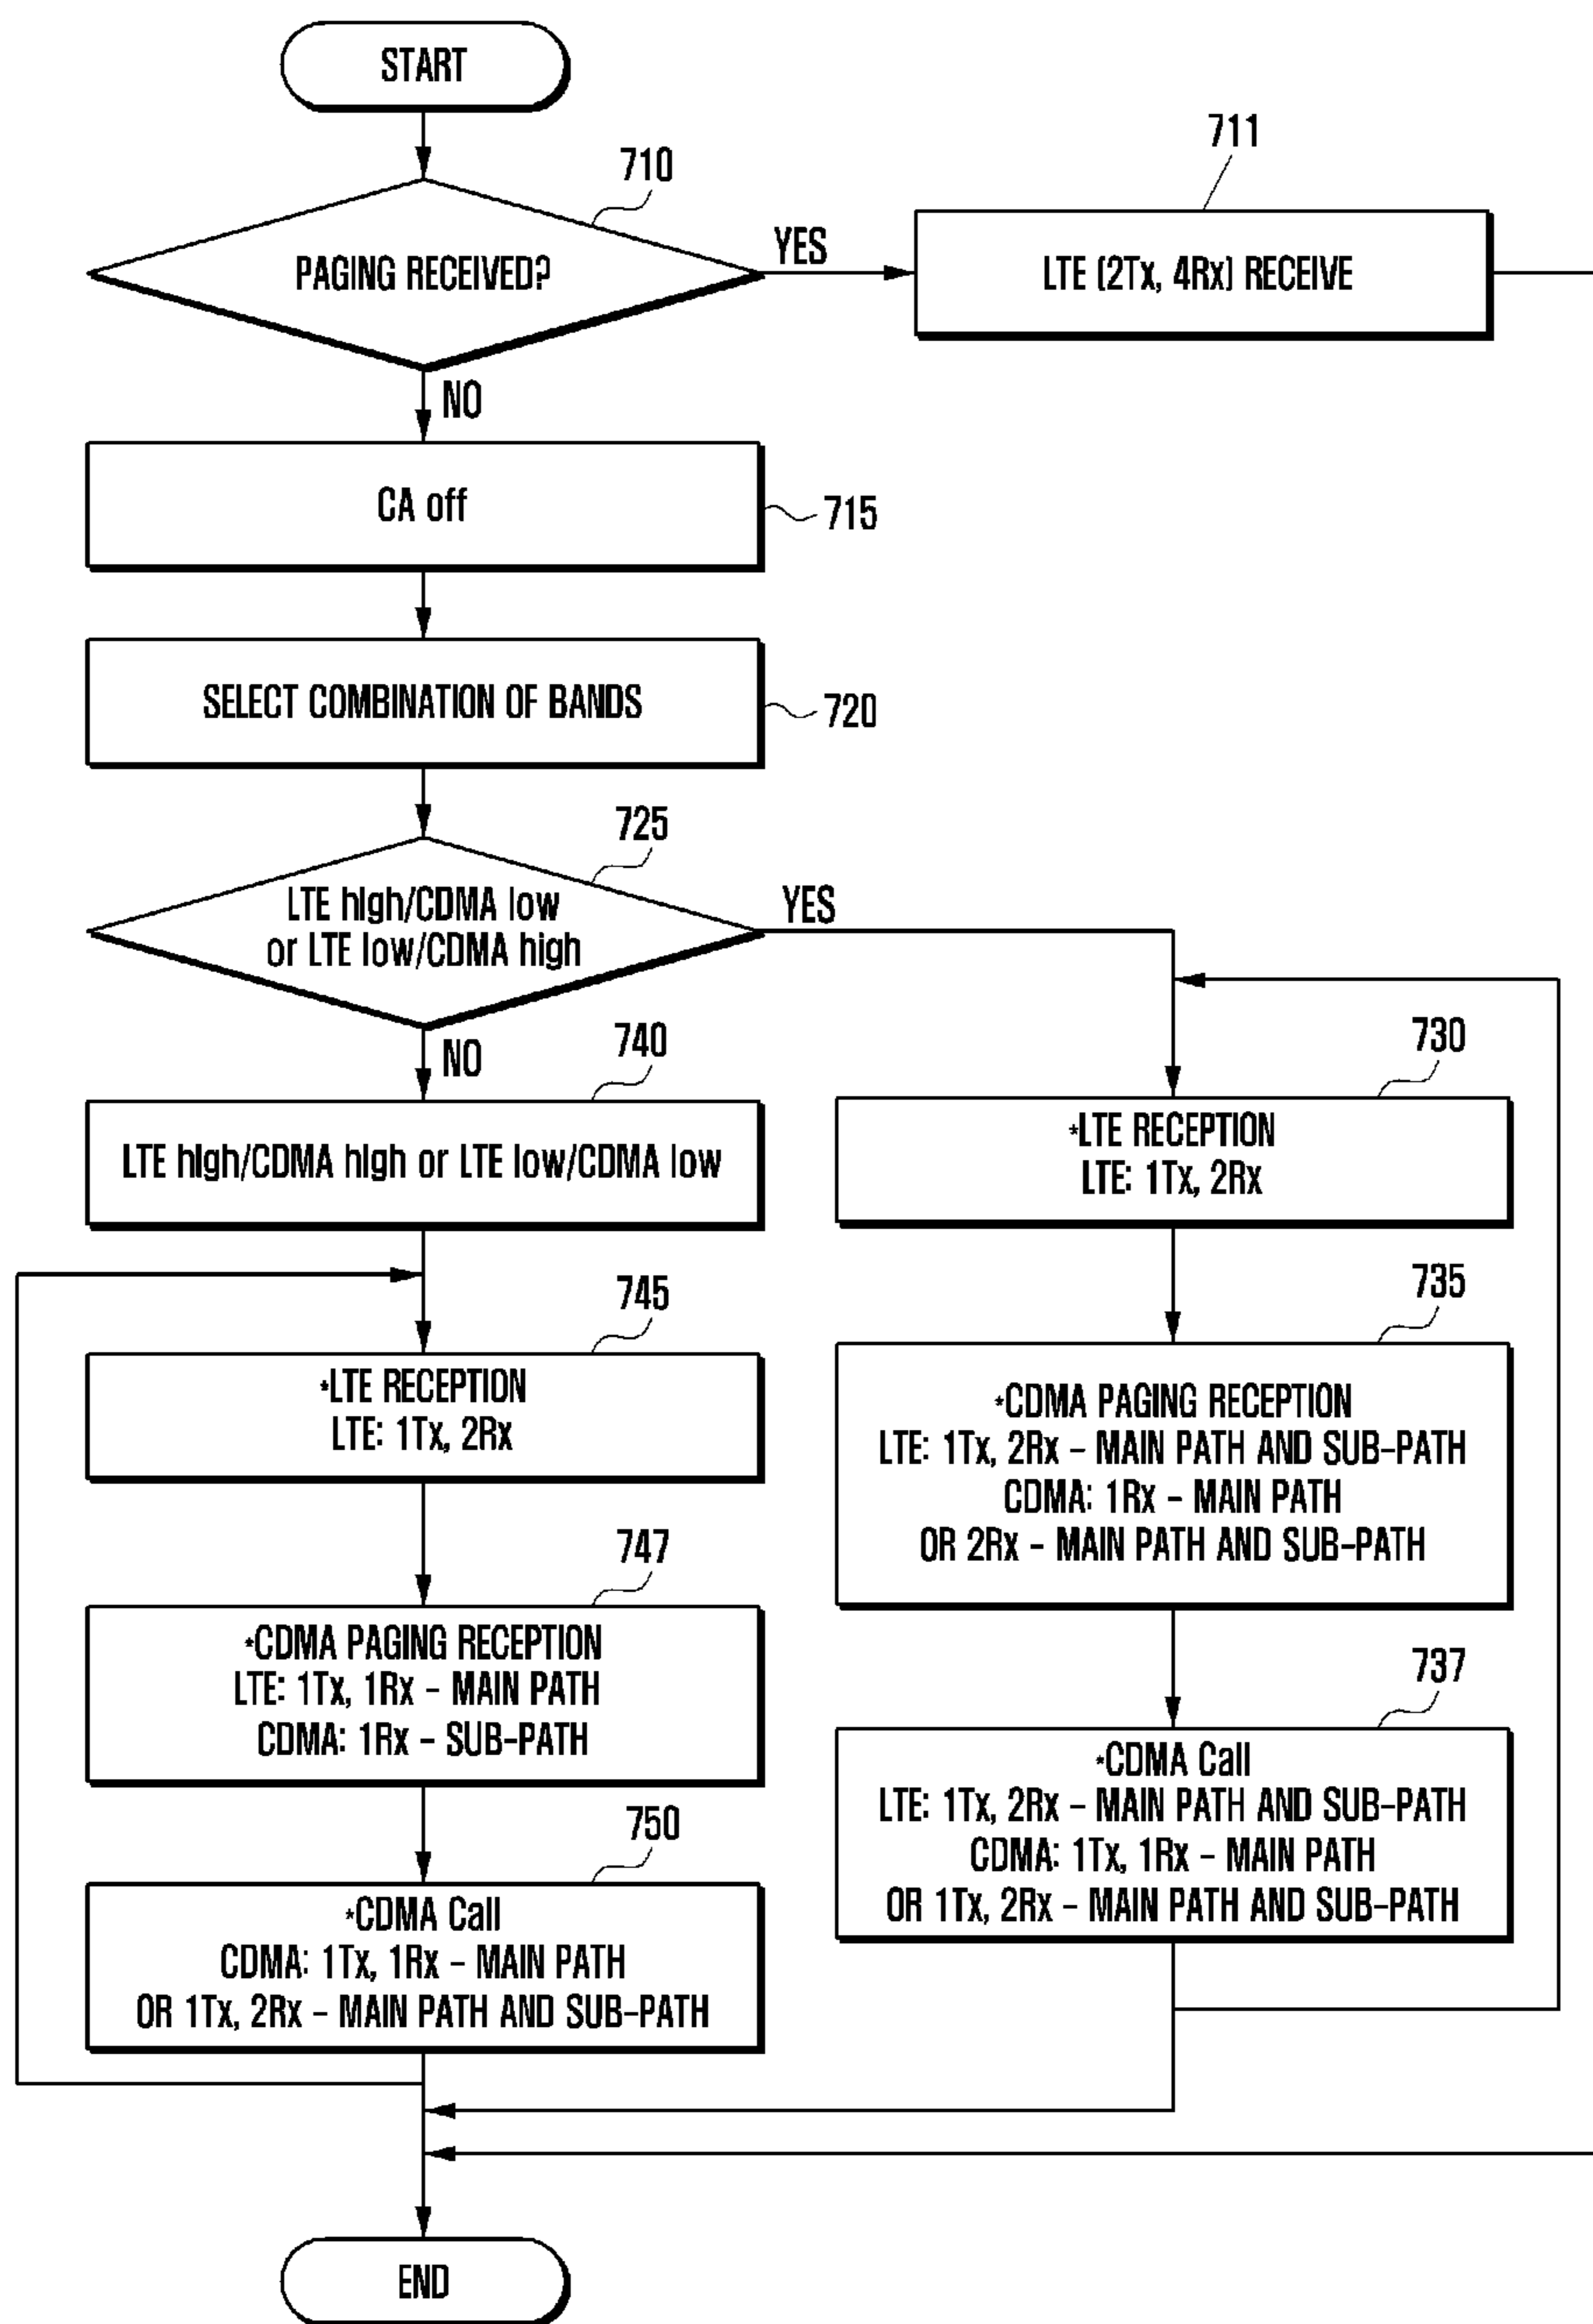 START
710
PAGING RECEIVED?
YES
711
LTE (2Tx, 4Rx) RECEIVE
NO
CA off
715
SELECT COMBINATION OF BANDS
720
725
LTE high/CDMA low
or LTE low/CDMA high
YES
NO
740
LTE high/CDMA high or LTE low/CDMA low
730
*LTE RECEPTION
LTE: 1Tx, 2Rx
745
*LTE RECEPTION
LTE: 1Tx, 2Rx
735
*CDMA PAGING RECEPTION
LTE: 1Tx, 2Rx - MAIN PATH AND SUB-PATH
CDMA: 1Rx - MAIN PATH
OR 2Rx - MAIN PATH AND SUB-PATH
747
*CDMA PAGING RECEPTION
LTE: 1Tx, 1Rx - MAIN PATH
CDMA: 1Rx - SUB-PATH
737
*CDMA Call
LTE: 1Tx, 2Rx - MAIN PATH AND SUB-PATH
CDMA: 1Tx, 1Rx - MAIN PATH
OR 1Tx, 2Rx - MAIN PATH AND SUB-PATH
750
*CDMA Call
CDMA: 1Tx, 1Rx - MAIN PATH
OR 1Tx, 2Rx - MAIN PATH AND SUB-PATH
END